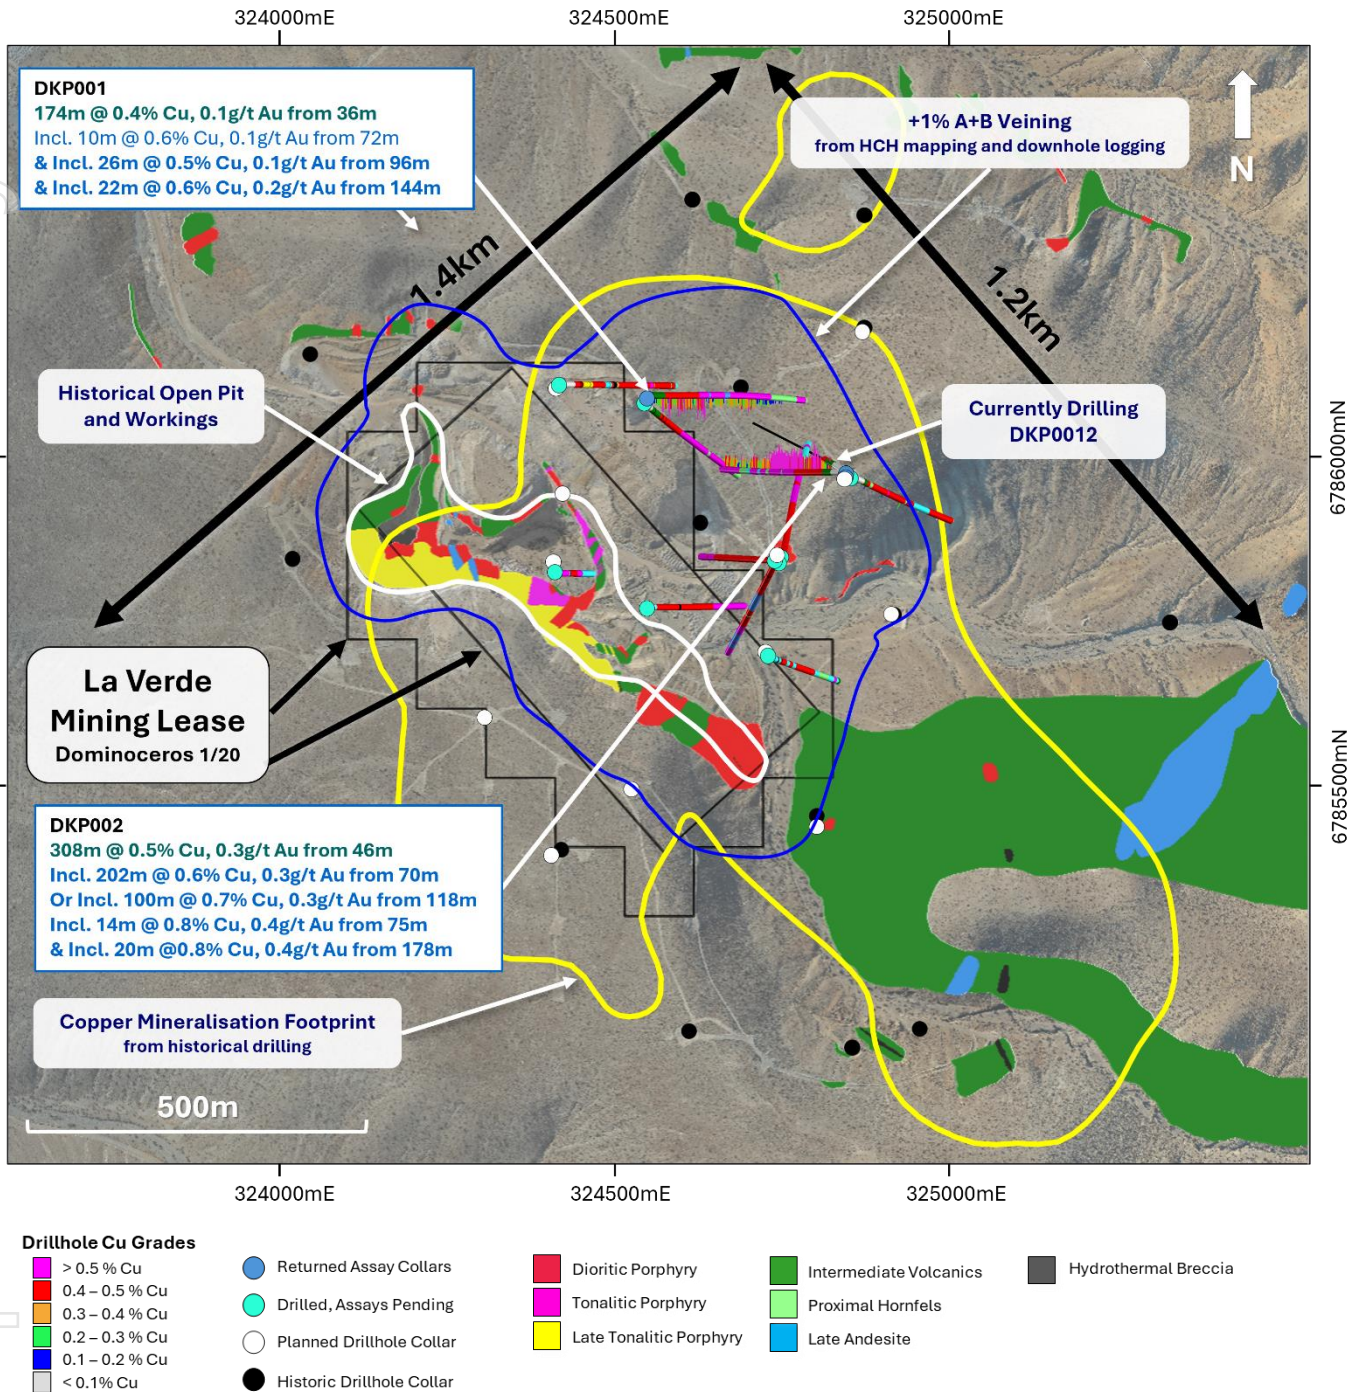 324000mE
324500mE
325000mE
DKP001
174m @ 0.4% Cu, 0.1g/t Au from 36m
Incl. 10m @ 0.6% Cu, 0.1g/t Au from 72m
& Incl. 26m @ 0.5% Cu, 0.1g/t Au from 96m
& Incl. 22m @ 0.6% Cu, 0.2g/t Au from 144m
+1% A+B Veining
from HCH mapping and downhole logging
N
1.4km
1.2km
Historical Open Pit
and Workings
Currently Drilling
DKP0012
6786000mN
La Verde
Mining Lease
Dominoceros 1/20
6785500mN
DKP002
308m @ 0.5% Cu, 0.3g/t Au from 46m
Incl. 202m @ 0.6% Cu, 0.3g/t Au from 70m
Or Incl. 100m @ 0.7% Cu, 0.3g/t Au from 118m
Incl. 14m @ 0.8% Cu, 0.4g/t Au from 75m
& Incl. 20m @0.8% Cu, 0.4g/t Au from 178m
Copper Mineralisation Footprint
from historical drilling
500m
324000mE
324500mE
325000mE
Drillhole Cu Grades
> 0.5 % Cu
0.4 – 0.5 % Cu
0.3 – 0.4 % Cu
0.2 – 0.3 % Cu
0.1 – 0.2 % Cu
< 0.1% Cu
Returned Assay Collars
Drilled, Assays Pending
Planned Drillhole Collar
Historic Drillhole Collar
Dioritic Porphyry
Tonalitic Porphyry
Late Tonalitic Porphyry
Intermediate Volcanics
Proximal Hornfels
Late Andesite
Hydrothermal Breccia